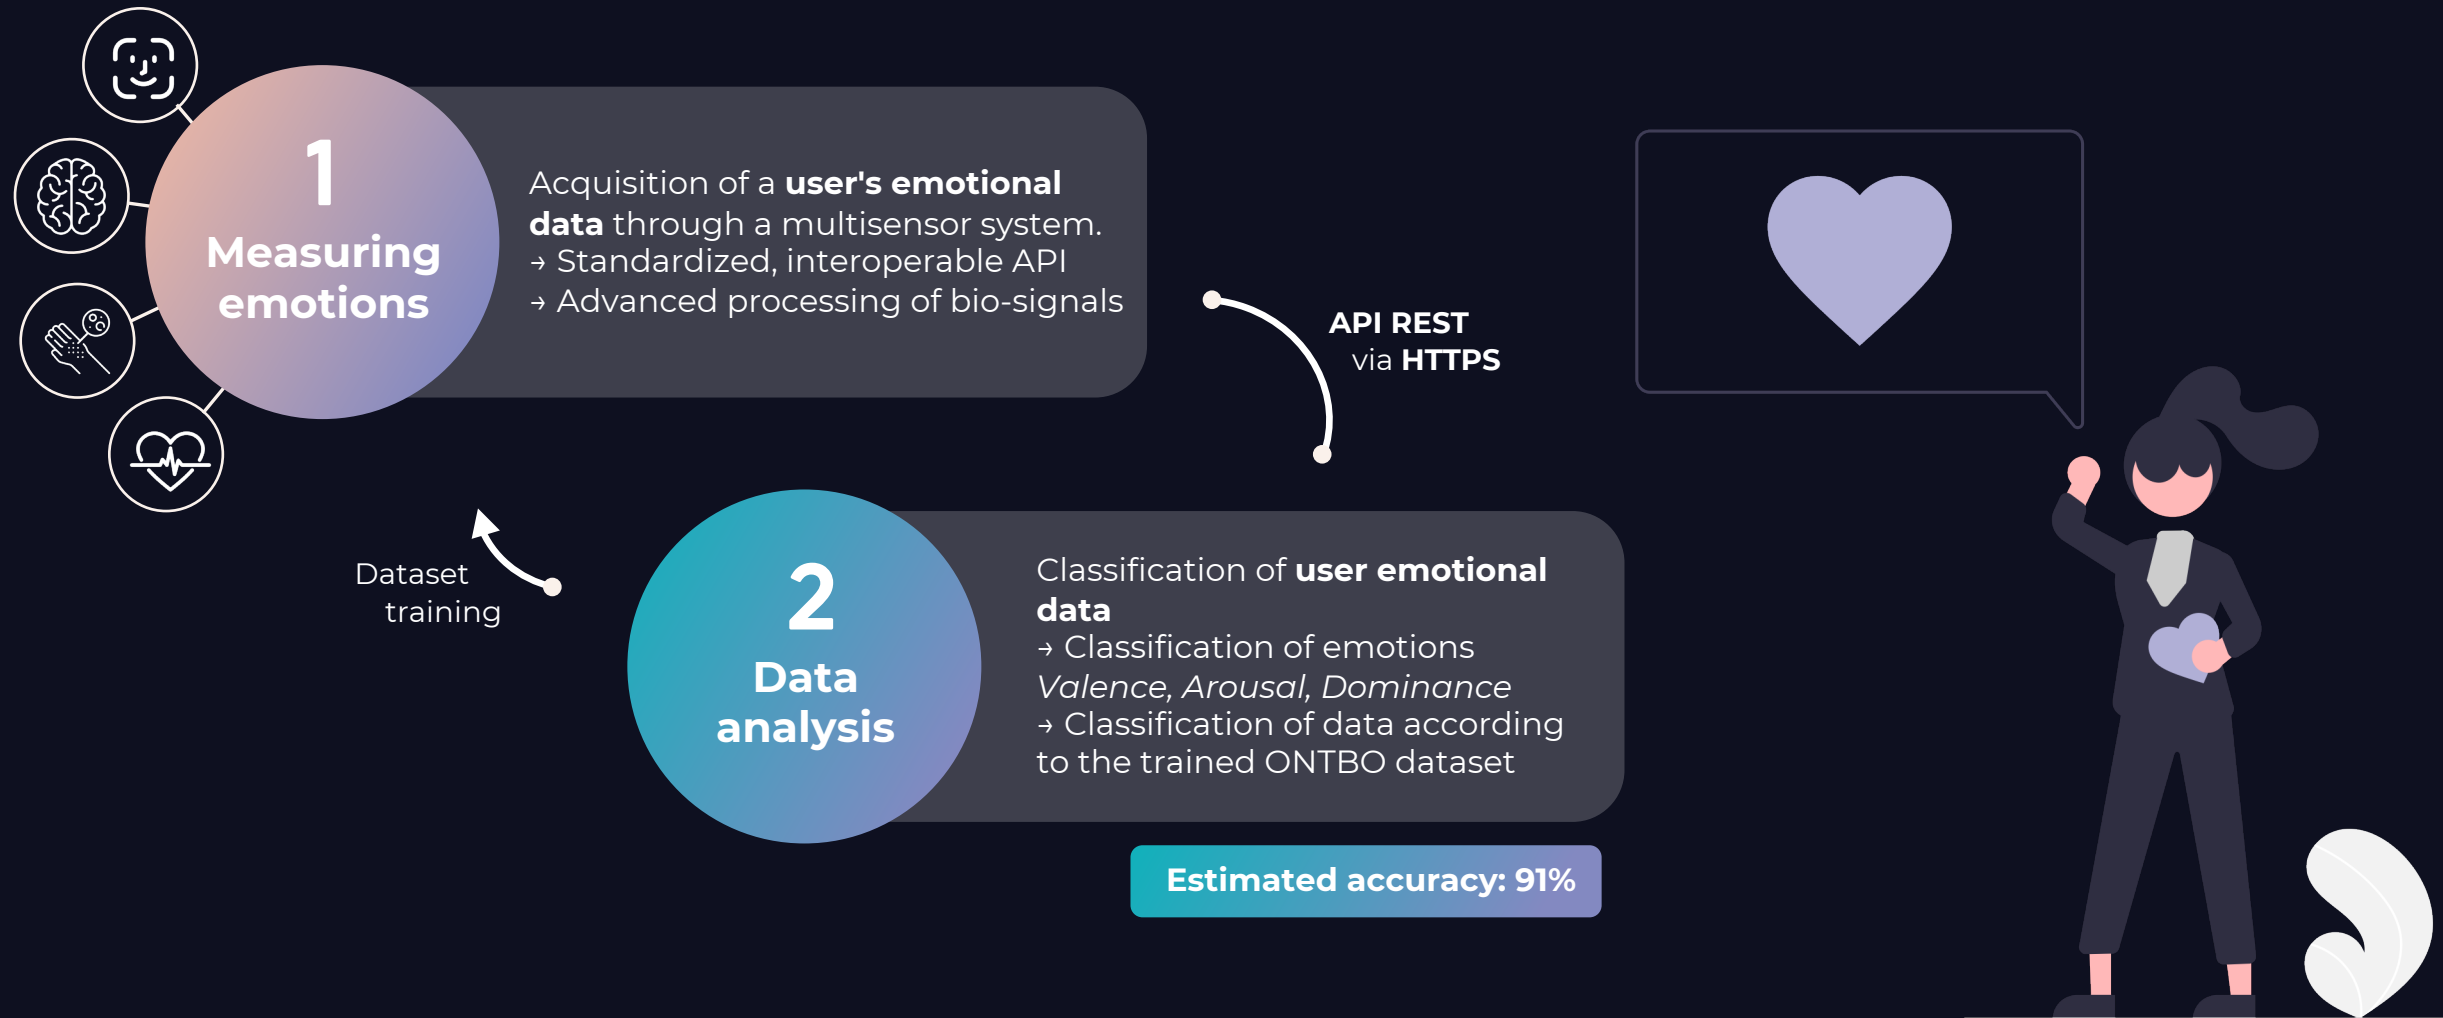 1
Measuring
emotions
Acquisition of a user's emotional
data through a multisensor system.
→ Standardized, interoperable API
→ Advanced processing of bio-signals
API REST
via HTTPS
Dataset
training
2
Data
analysis
Classification of user emotional
data
→ Classification of emotions
Valence, Arousal, Dominance
→ Classification of data according
to the trained ONTBO dataset
Estimated accuracy: 91%